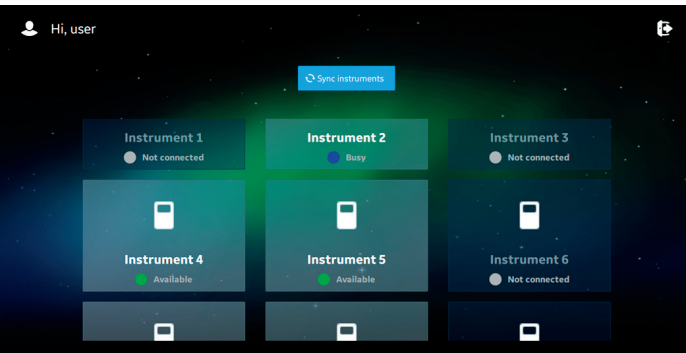 Hi, user
Sync instruments
Instrument 1
Not connected
Instrument 2
Busy
Instrument 3
Not connected
Instrument 4
Available
Instrument 5
Available
Instrument 6
Not connected